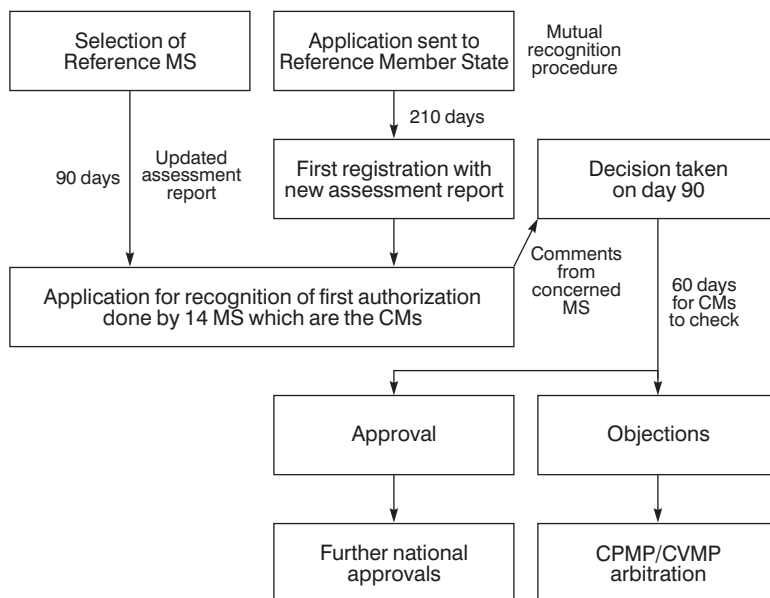 Selection of
Reference MS
Application sent to
Reference Member State
Mutual
recognition
procedure
210 days
90 days
Updated
assessment
report
First registration with
new assessment report
Decision taken
on day 90
Application for recognition of first authorization
done by 14 MS which are the CMs
Comments
from
concerned
MS
60 days
for CMs
to check
Approval
Objections
Further national
approvals
CPMP/CVMP
arbitration